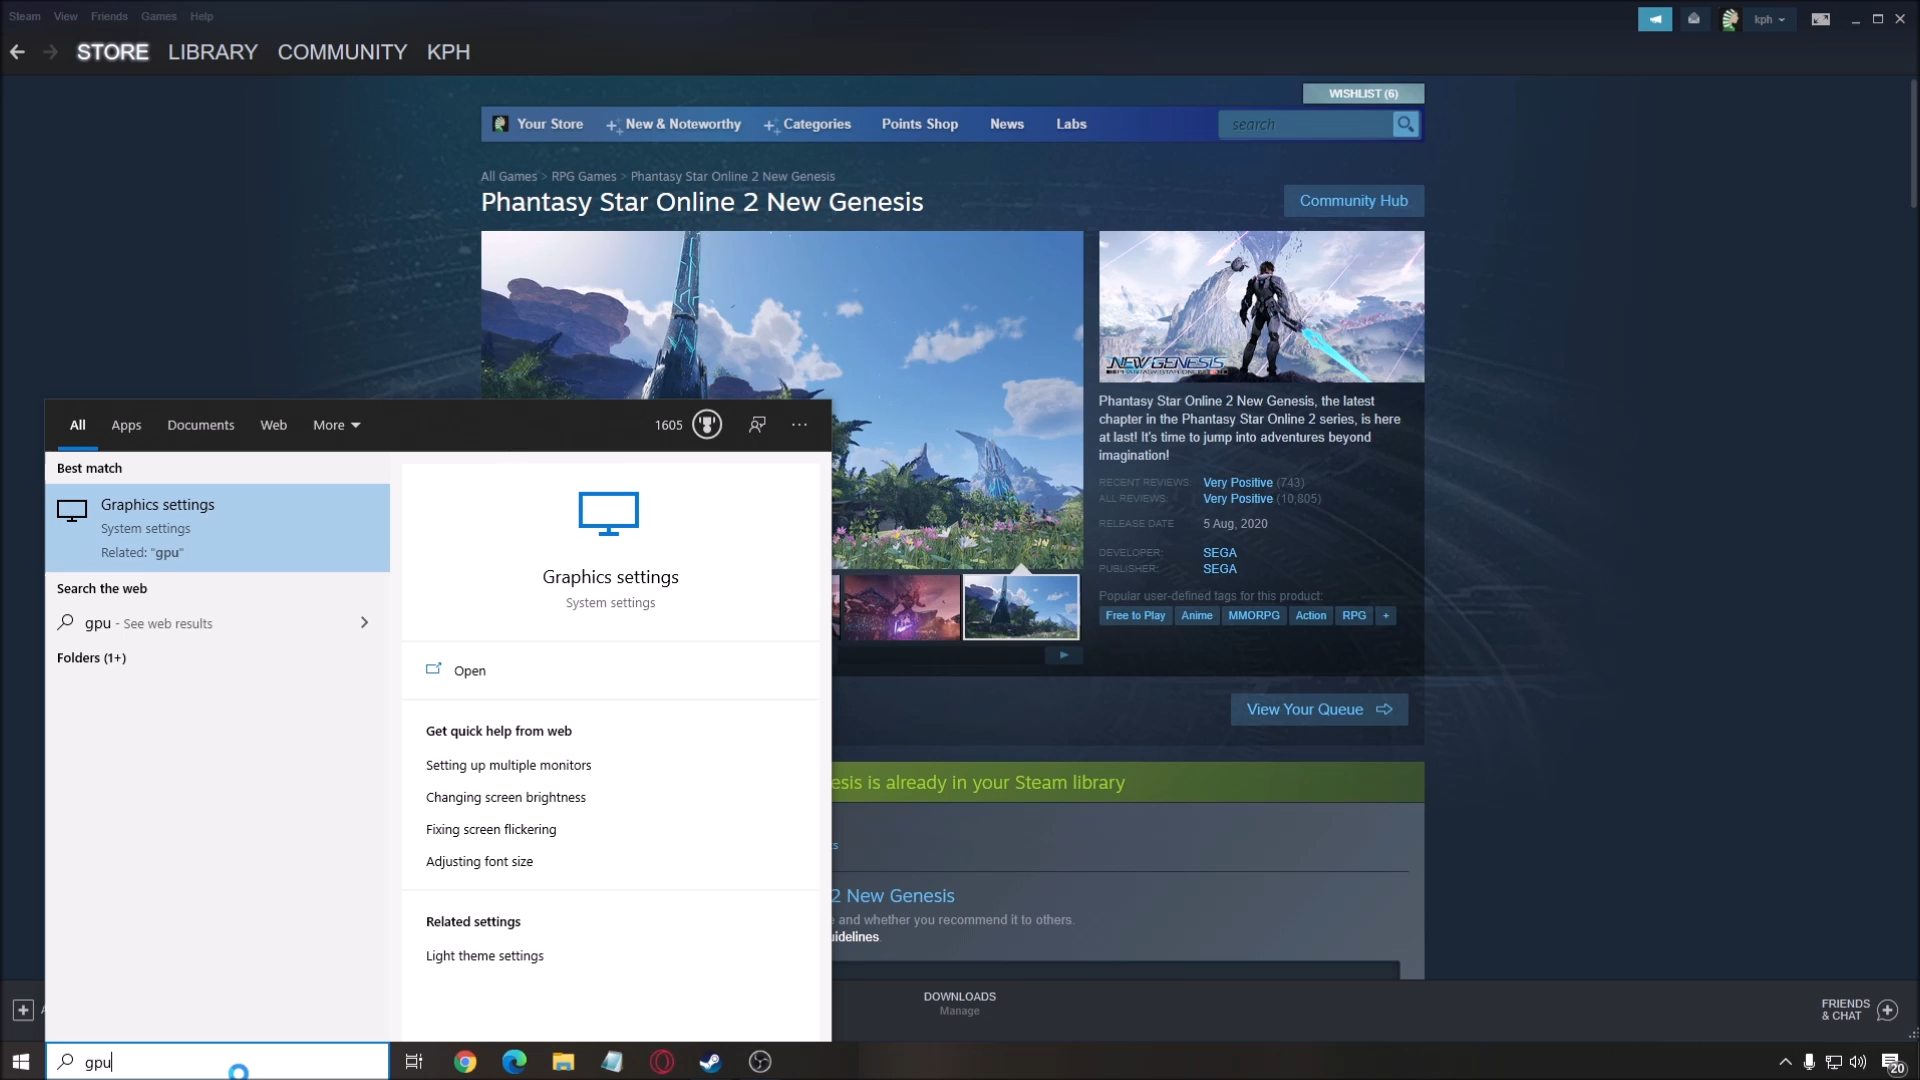 Steam View Friends Games Help
kph
STORE LIBRARY COMMUNITY KPH
WISHLIST (6)
Your Store New & Noteworthy Categories Points Shop News Labs
search
All Games > RPG Games > Phantasy Star Online 2 New Genesis
Phantasy Star Online 2 New Genesis
Community Hub
NEW GENESIS
Phantasy Star Online 2 New Genesis, the latest
chapter in the Phantasy Star Online 2 series, is here
at last! It's time to jump into adventures beyond
imagination!
RECENT REVIEWS: Very Positive (743)
ALL REVIEWS: Very Positive (10,805)
RELEASE DATE 5 Aug, 2020
DEVELOPER: SEGA
PUBLISHER: SEGA
Popular user-defined tags for this product:
Free to Play Anime MMORPG Action RPG +
View Your Queue
esis is already in your Steam library
2 New Genesis
e and whether you recommend it to others.
uidelines.
All Apps Documents Web More
1605
Best match
Graphics settings
System settings
Related: "gpu"
Search the web
gpu - See web results
Folders (1+)
Graphics settings
System settings
Open
Get quick help from web
Setting up multiple monitors
Changing screen brightness
Fixing screen flickering
Adjusting font size
Related settings
Light theme settings
DOWNLOADS
Manage
FRIENDS
& CHAT
gpu
20